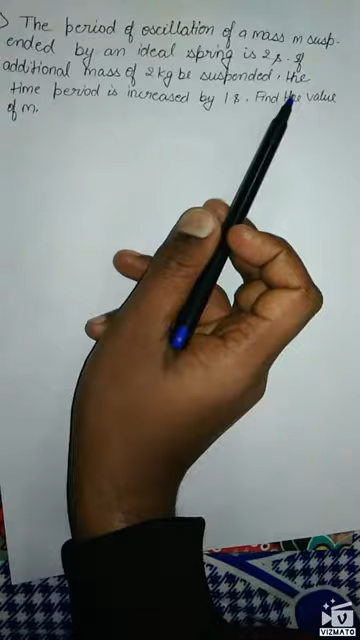 The period of oscillation of a mass m susp-
ended by an ideal spring is 2 s. If
additional mass of 2 kg be suspended, the
time period is increased by 1 s. Find the value
of m.
V
VIZMATO